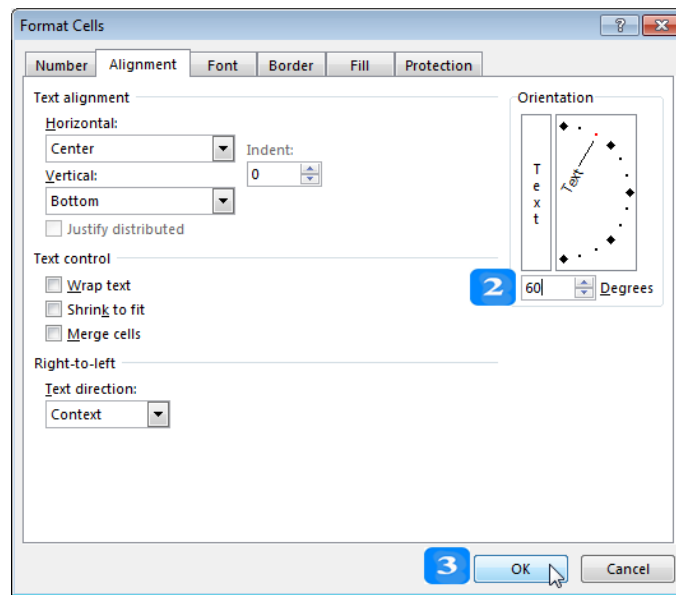 Format Cells
Number Alignment Font Border Fill Protection
Text alignment
Horizontal:
Center
Indent:
0
Vertical:
Bottom
Justify distributed
Text control
Wrap text
Shrink to fit
Merge cells
Right-to-left
Text direction:
Context
Orientation
Text
Text
2
60 Degrees
3
OK
Cancel